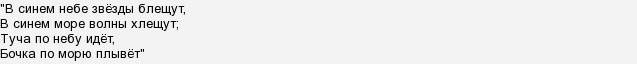 "В синем небе звёзды блещут,
В синем море волны хлещут;
Туча по небу идёт,
Бочка по морю плывёт"